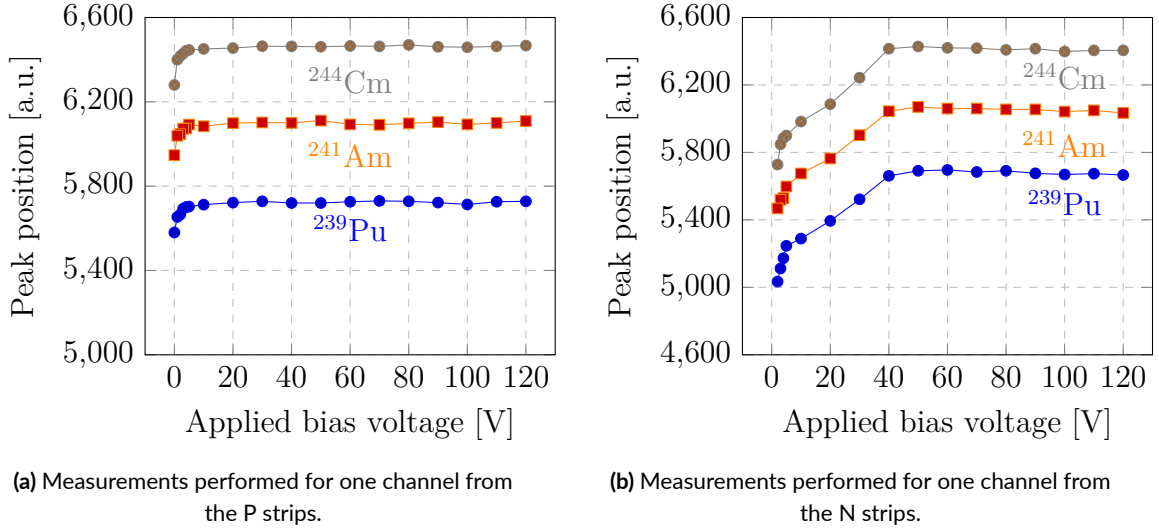 6,600
6,200
5,800
5,400
5,000
Peak position [a.u.]
²⁴⁴Cm
²⁴¹Am
²³⁹Pu
0 20 40 60 80 100 120
Applied bias voltage [V]
(a) Measurements performed for one channel from
the P strips.
6,600
6,200
5,800
5,400
5,000
4,600
Peak position [a.u.]
²⁴⁴Cm
²⁴¹Am
²³⁹Pu
0 20 40 60 80 100 120
Applied bias voltage [V]
(b) Measurements performed for one channel from
the N strips.